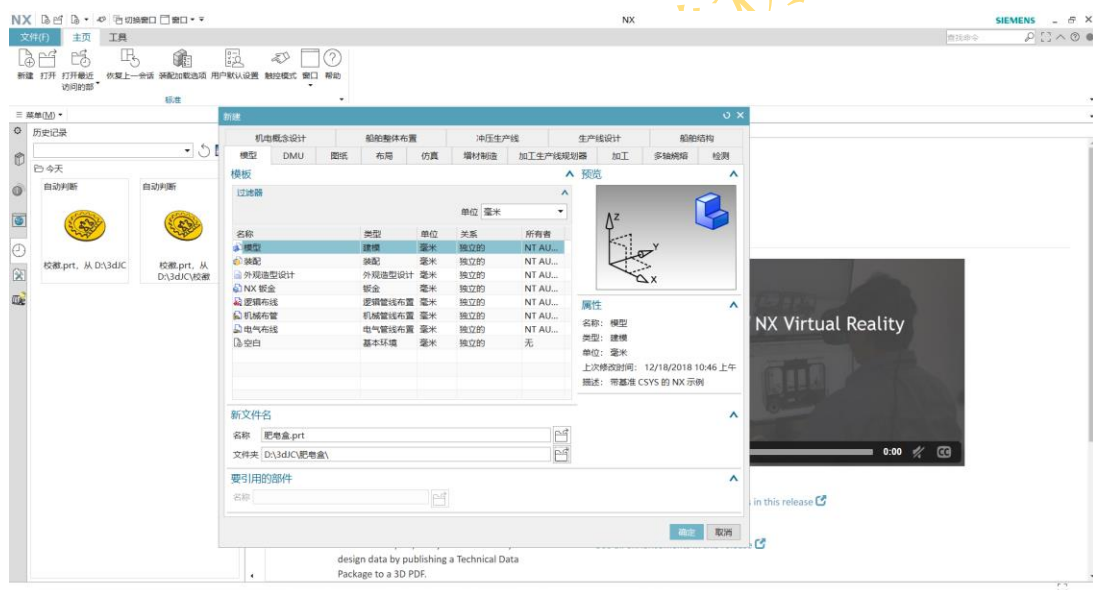 NX 切换窗口 窗口 NX SIEMENS
文件(F) 主页 工具 查找命令
新建 打开 打开最近访问的部 恢复上一会话 装配加载选项 用户默认设置 触控模式 窗口 帮助
标准
菜单(M)
历史记录
今天
自动判断 自动判断
校徽.prt，从 D:\3dJC 校徽.prt，从 D:\3dJC\校徽
新建
机电概念设计 船舶整体布置 冲压生产线 生产线设计 船舶结构
模型 DMU 图纸 布局 仿真 增材制造 加工生产线规划器 加工 多轴烧熔 检测
模板 预览
过滤器
单位 毫米
名称 类型 单位 关系 所有者
模型 建模 毫米 独立的 NT AU...
装配 装配 毫米 独立的 NT AU...
外观造型设计 外观造型设计 毫米 独立的 NT AU...
NX 钣金 钣金 毫米 独立的 NT AU...
逻辑布线 逻辑管线布置 毫米 独立的 NT AU...
机械布管 机械管线布置 毫米 独立的 NT AU...
电气布线 电气管线布置 毫米 独立的 NT AU...
空白 基本环境 毫米 独立的 无
Z
Y
X
属性
名称： 模型
类型： 建模
单位： 毫米
上次修改时间： 12/18/2018 10:46 上午
描述： 带基准 CSYS 的 NX 示例
新文件名
名称 肥皂盒.prt
文件夹 D:\3dJC\肥皂盒\
要引用的部件
名称
确定 取消
NX Virtual Reality
0:00 CC
in this release
design data by publishing a Technical Data
Package to a 3D PDF.